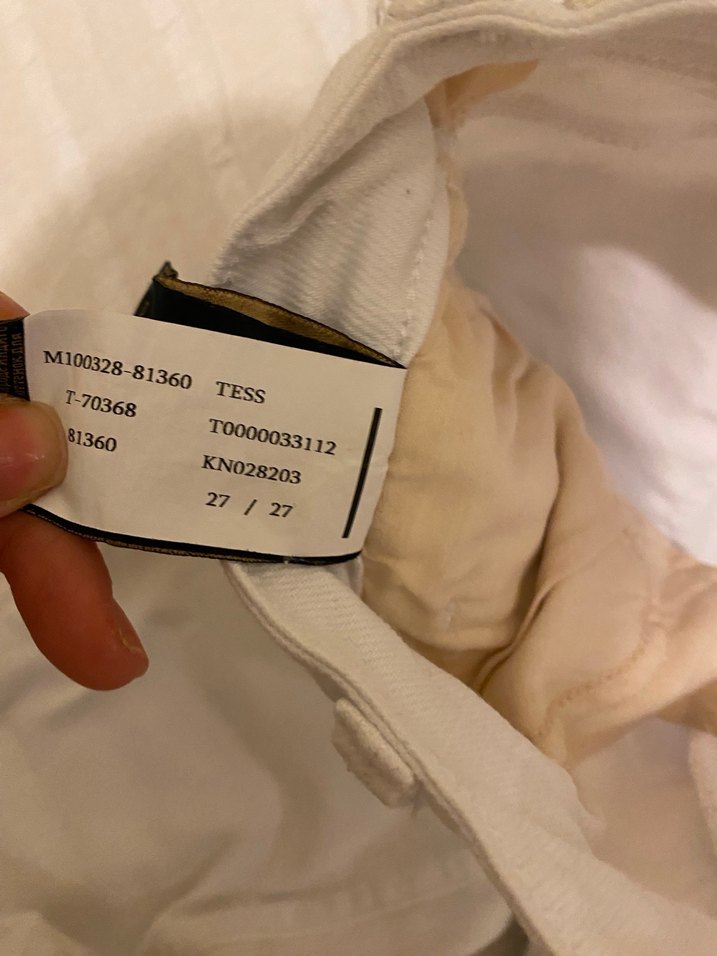 M100328-81360 TESS
T-70368 T0000033112
81360 KN028203
27 / 27